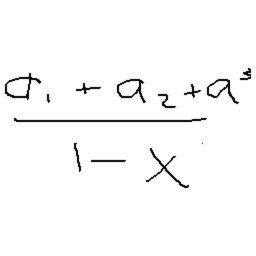 a₁ + a₂ + a³
1 - x